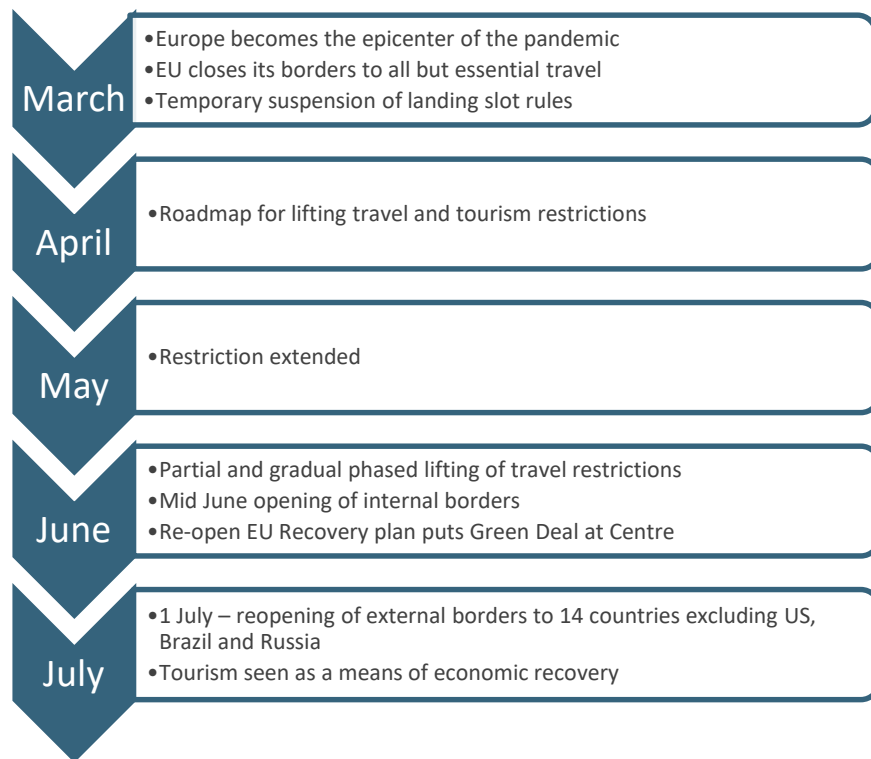 March
•Europe becomes the epicenter of the pandemic
•EU closes its borders to all but essential travel
•Temporary suspension of landing slot rules
April
•Roadmap for lifting travel and tourism restrictions
May
•Restriction extended
June
•Partial and gradual phased lifting of travel restrictions
•Mid June opening of internal borders
•Re-open EU Recovery plan puts Green Deal at Centre
July
•1 July – reopening of external borders to 14 countries excluding US,
Brazil and Russia
•Tourism seen as a means of economic recovery